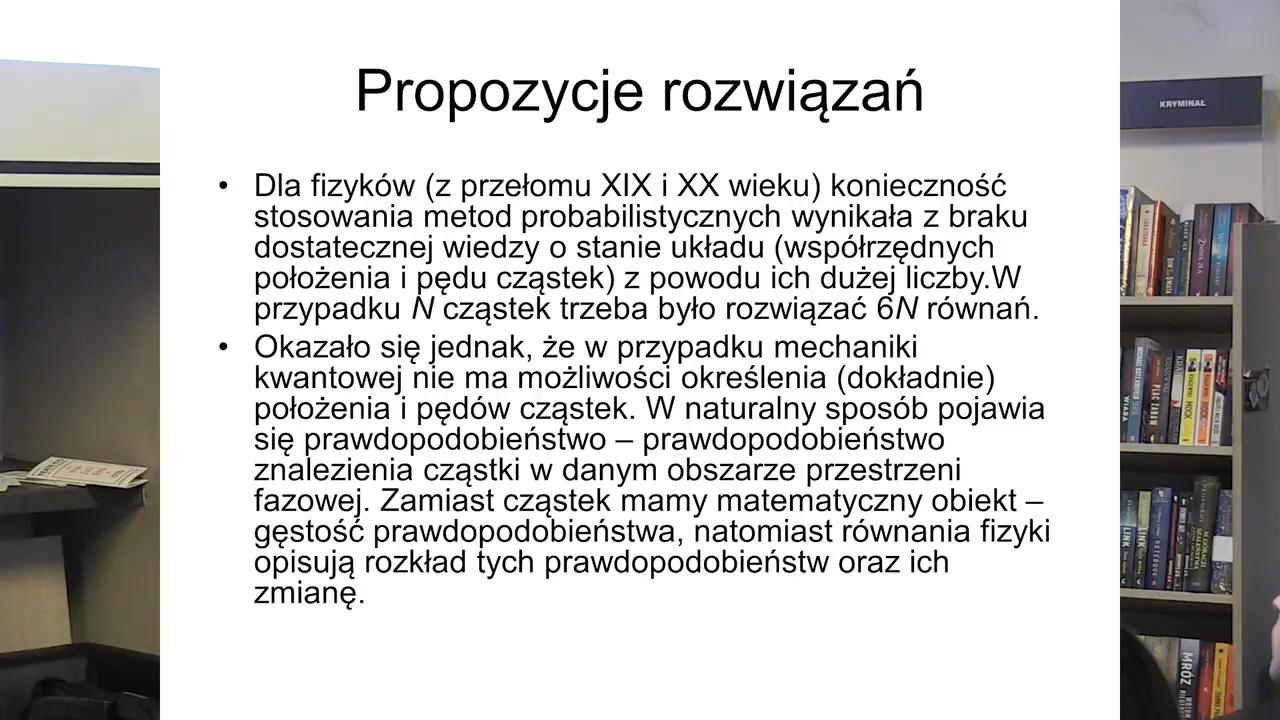 Propozycje rozwiązań
KRYMINAŁ
• Dla fizyków (z przełomu XIX i XX wieku) konieczność
stosowania metod probabilistycznych wynikała z braku
dostatecznej wiedzy o stanie układu (współrzędnych
położenia i pędu cząstek) z powodu ich dużej liczby.W
przypadku N cząstek trzeba było rozwiązać 6N równań.
• Okazało się jednak, że w przypadku mechaniki
kwantowej nie ma możliwości określenia (dokładnie)
położenia i pędów cząstek. W naturalny sposób pojawia
się prawdopodobieństwo – prawdopodobieństwo
znalezienia cząstki w danym obszarze przestrzeni
fazowej. Zamiast cząstek mamy matematyczny obiekt –
gęstość prawdopodobieństwa, natomiast równania fizyki
opisują rozkład tych prawdopodobieństw oraz ich
zmianę.
WIARA
PLAC ZABAW
LINK
MRÓZ